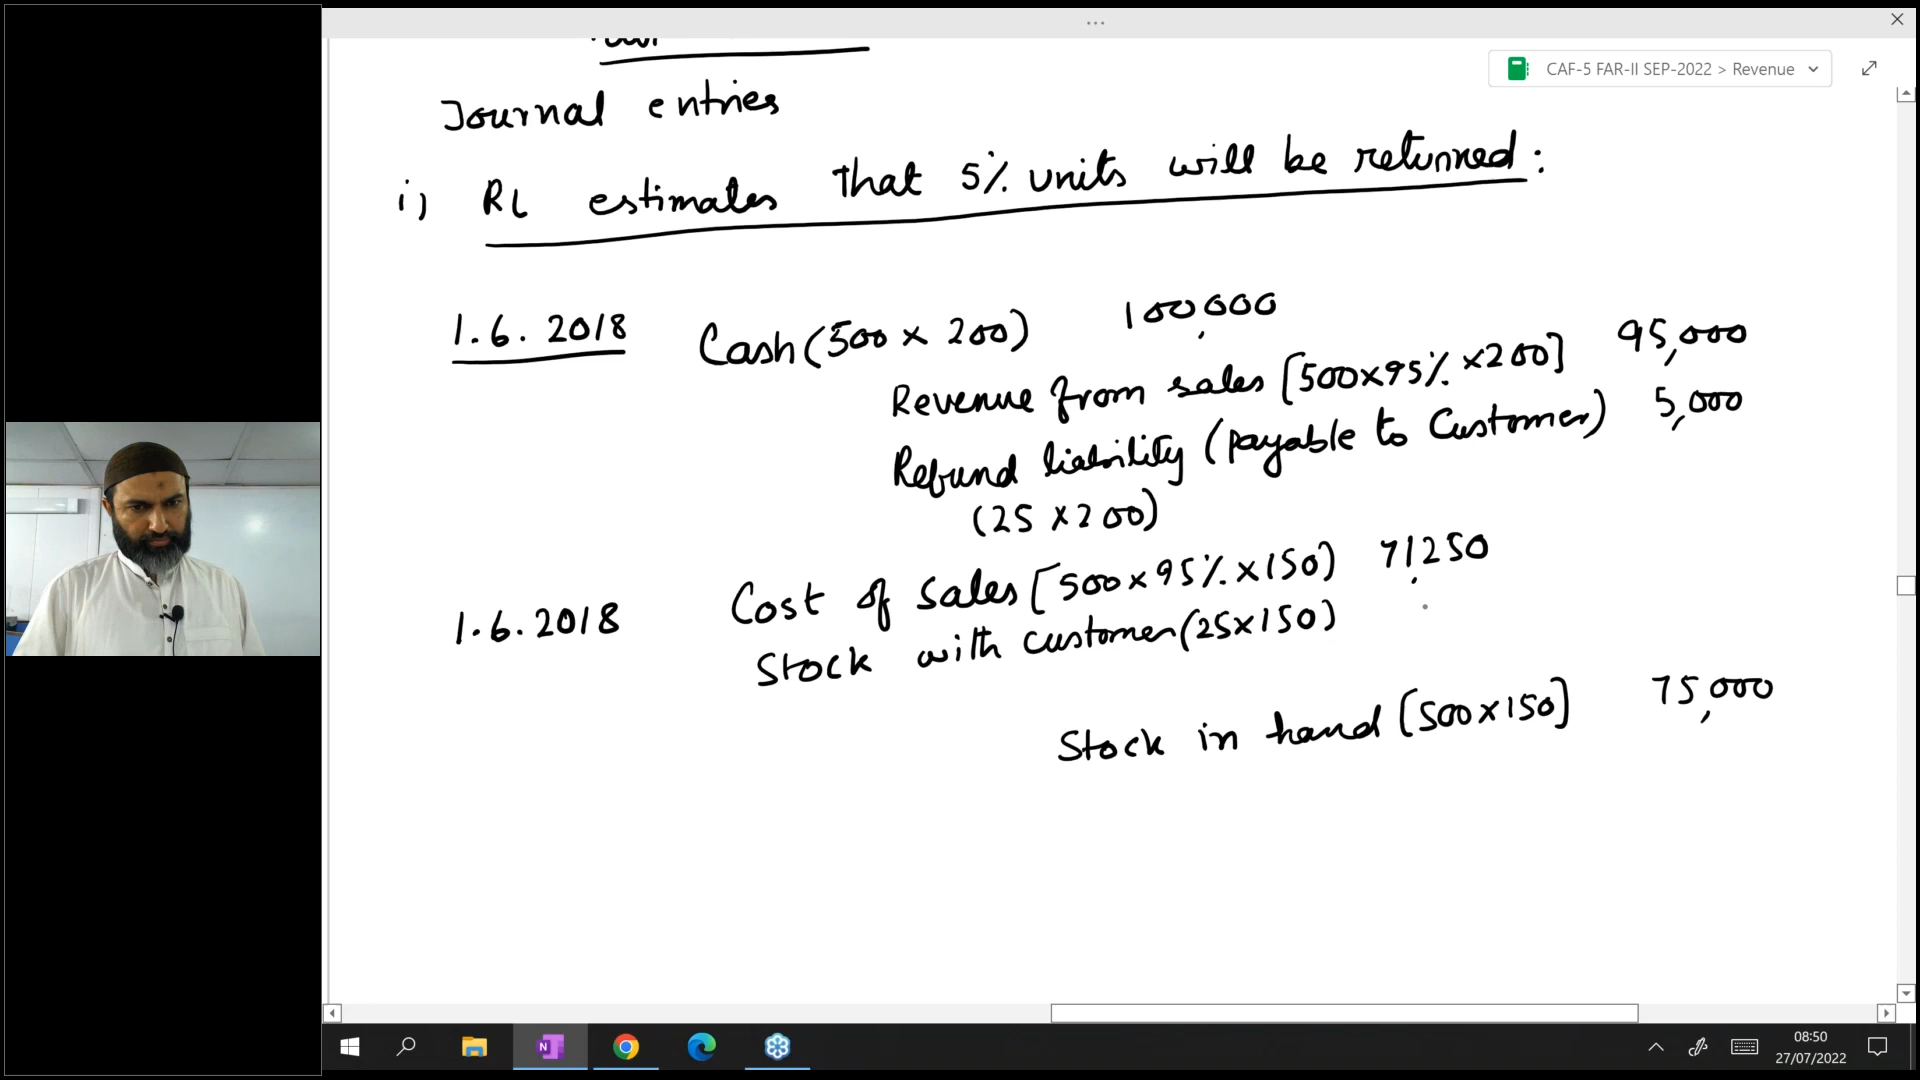 CAF-5 FAR-II SEP-2022 > Revenue
Journal entries
i) RL estimates that 5% units will be returned:
1.6.2018 Cash (500 x 200) 100,000
Revenue from sales [500x95% x200] 95,000
Refund liability (payable to Customer) 5,000
(25 x 200)
1.6.2018 Cost of sales [500x95% x150) 71,250
Stock with customer (25x150)
Stock in hand [500x150] 75,000
08:50
27/07/2022